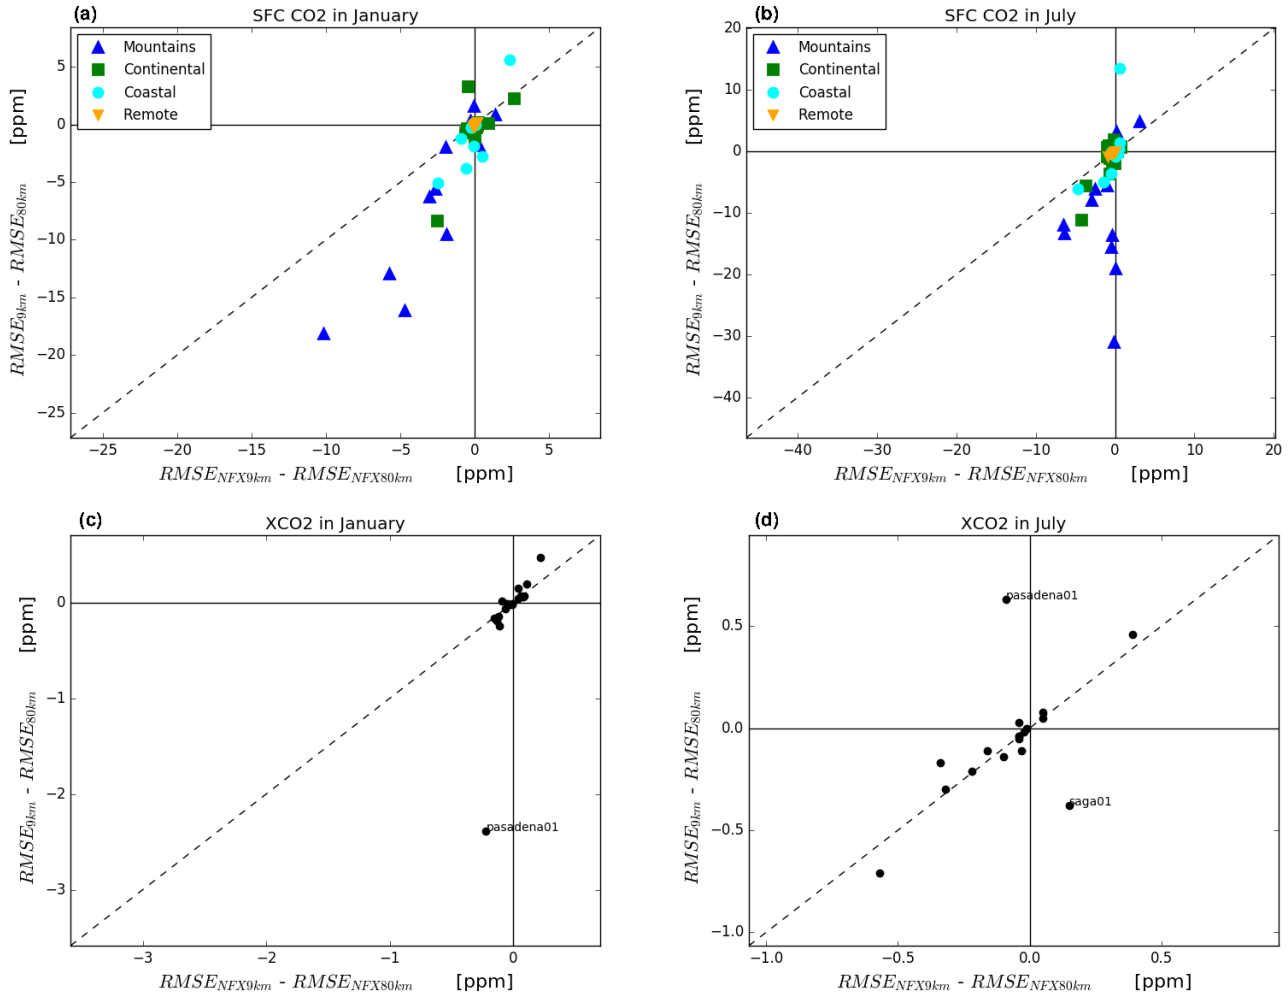 (a) SFC CO2 in January
Mountains
Continental
Coastal
Remote
5
0
−5
−10
−15
−20
−25
RMSE9km - RMSE80km [ppm]
−25 −20 −15 −10 −5 0 5
RMSENFX9km - RMSENFX80km [ppm]
(b) SFC CO2 in July
Mountains
Continental
Coastal
Remote
20
10
0
−10
−20
−30
−40
RMSE9km - RMSE80km [ppm]
−40 −30 −20 −10 0 10 20
RMSENFX9km - RMSENFX80km [ppm]
(c) XCO2 in January
0
−1
−2
−3
pasadena01
RMSE9km - RMSE80km [ppm]
−3 −2 −1 0
RMSENFX9km - RMSENFX80km [ppm]
(d) XCO2 in July
pasadena01
0.5
0.0
saga01
−0.5
−1.0
RMSE9km - RMSE80km [ppm]
−1.0 −0.5 0.0 0.5
RMSENFX9km - RMSENFX80km [ppm]